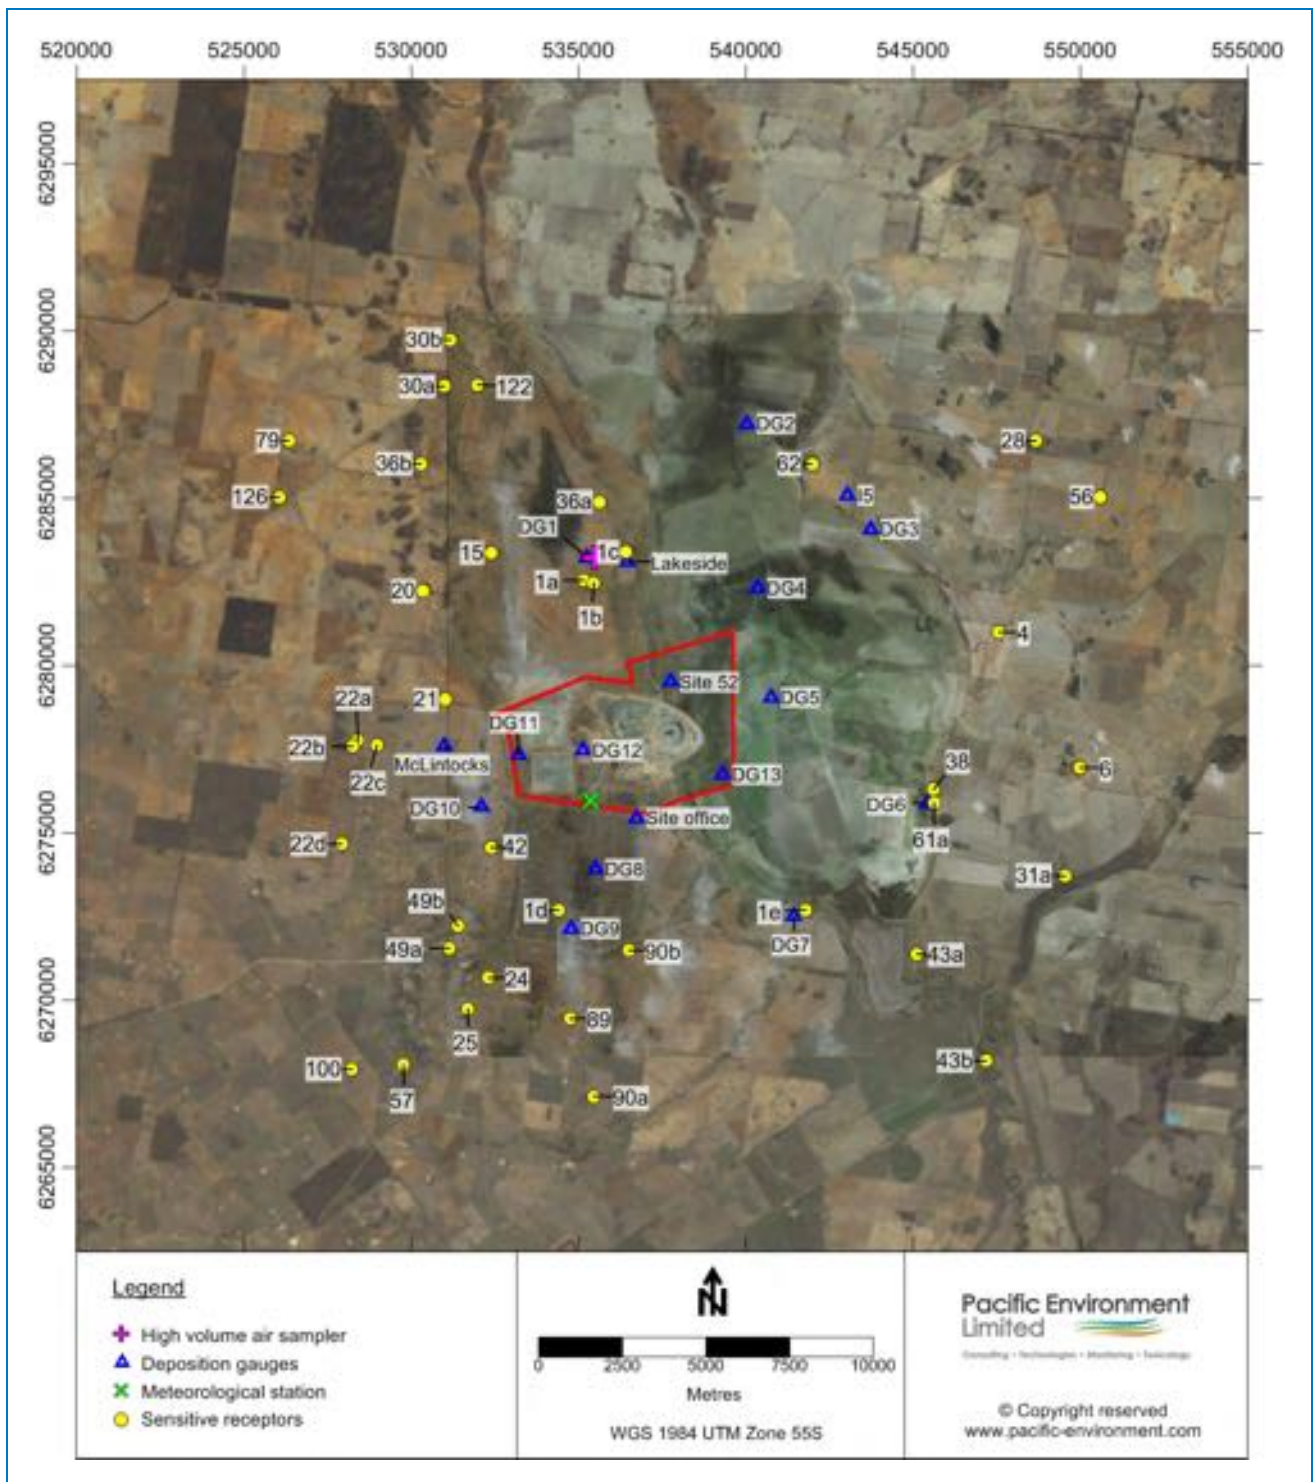 520000 525000 530000 535000 540000 545000 550000 555000
6295000
6290000
6285000
6280000
6275000
6270000
6265000
30b
30a
122
79
DG2
28
36b
62
126
I5
56
36a
DG1
DG3
15
1c
Lakeside
1a
DG4
20
1b
4
Site 52
22a
21
DG5
DG11
22b
DG12
McLintocks
38
22c
DG13
6
DG10
DG6
Site office
61a
22d
42
DG8
31a
49b
1d
1e
DG9
DG7
49a
90b
43a
24
25
89
43b
100
57
90a
Legend
High volume air sampler
Deposition gauges
Meteorological station
Sensitive receptors
N
0 2500 5000 7500 10000
Metres
WGS 1984 UTM Zone 55S
Pacific Environment
Limited
Consulting • Technologies • Monitoring • Toxicology
© Copyright reserved
www.pacific-environment.com